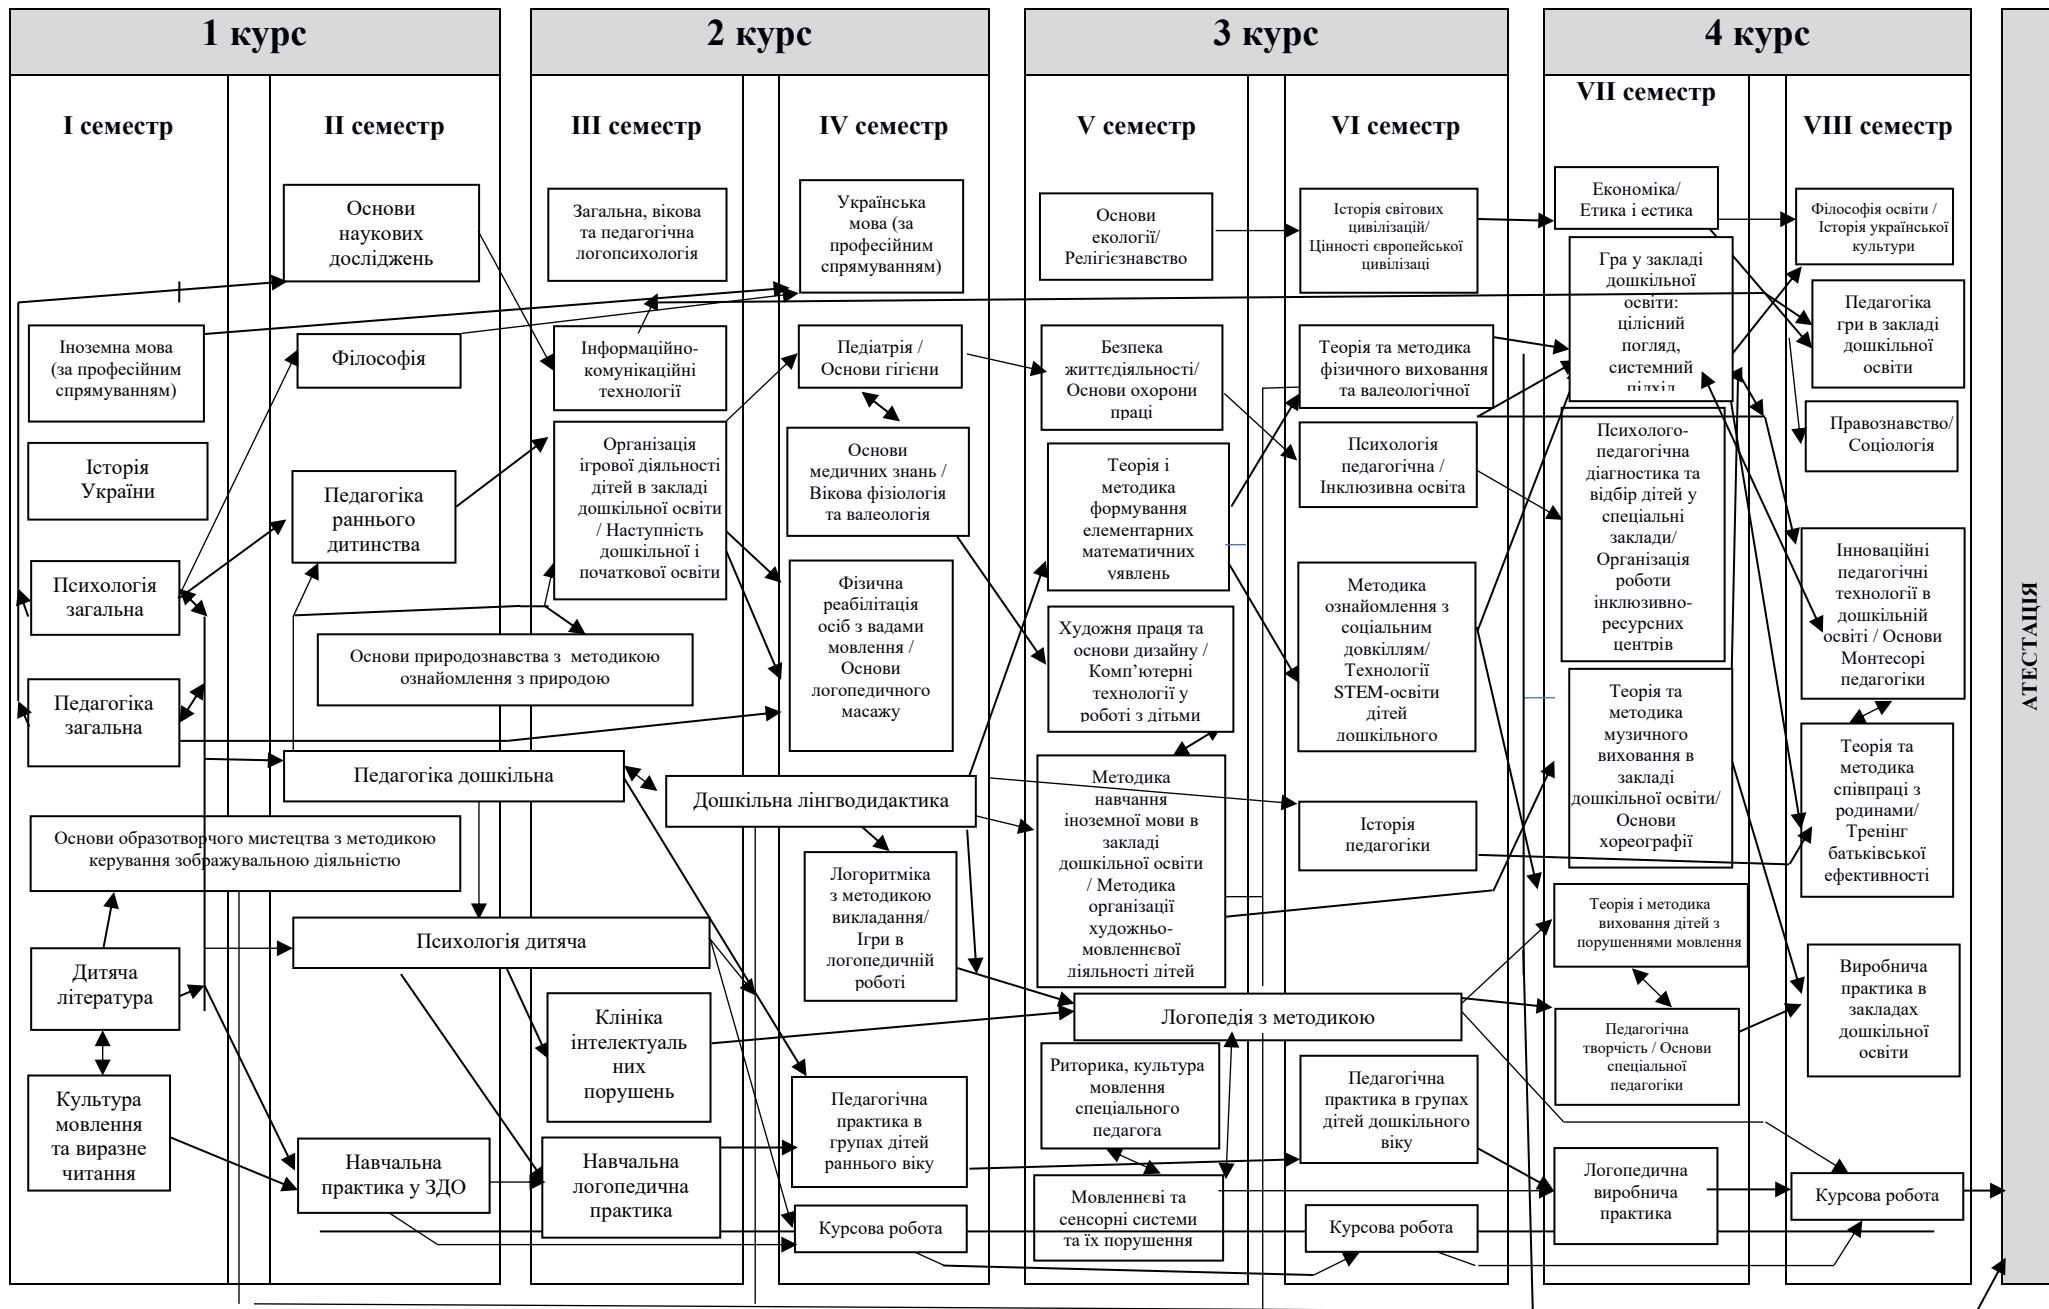 1 курс
2 курс
3 курс
4 курс
I семестр
II семестр
III семестр
IV семестр
V семестр
VI семестр
VII семестр
VIII семестр
Іноземна мова
(за професійним
спрямуванням)
Історія
України
Психологія
загальна
Педагогіка
загальна
Основи образотворчого мистецтва з методикою
керування зображувальною діяльністю
Дитяча
література
Культура
мовлення
та виразне
читання
Основи
наукових
досліджень
Філософія
Педагогіка
раннього
дитинства
Основи природознавства з методикою
ознайомлення з природою
Педагогіка дошкільна
Психологія дитяча
Навчальна
практика у ЗДО
Загальна, вікова
та педагогічна
логопсихологія
Інформаційно-
комунікаційні
технології
Організація
ігрової діяльності
дітей в закладі
дошкільної освіти
/ Наступність
дошкільної і
початкової освіти
Клініка
інтелектуаль
них
порушень
Навчальна
логопедична
практика
Українська
мова (за
професійним
спрямуванням)
Педіатрія /
Основи гігієни
Основи
медичних знань /
Вікова фізіологія
та валеологія
Фізична
реабілітація
осіб з вадами
мовлення /
Основи
логопедичного
масажу
Дошкільна лінгводидактика
Логоритміка
з методикою
викладання/
Ігри в
логопедичній
роботі
Педагогічна
практика в
групах дітей
раннього віку
Курсова робота
Основи
екології/
Релігієзнавство
Безпека
життєдіяльності/
Основи охорони
праці
Теорія і
методика
формування
елементарних
математичних
уявлень
Художня праця та
основи дизайну /
Комп’ютерні
технології у
роботі з дітьми
Методика
навчання
іноземної мови в
закладі
дошкільної освіти
/ Методика
організації
художньо-
мовленнєвої
діяльності дітей
Логопедія з методикою
Риторика, культура
мовлення
спеціального
педагога
Мовленнєві та
сенсорні системи
та їх порушення
Історія світових
цивілізацій/
Цінності європейської
цивілізаці
Теорія та методика
фізичного виховання
та валеологічної
Психологія
педагогічна /
Інклюзивна освіта
Методика
ознайомлення з
соціальним
довкіллям/
Технології
STEM-освіти
дітей
дошкільного
Історія
педагогіки
Педагогічна
практика в групах
дітей дошкільного
віку
Курсова робота
Економіка/
Етика і естика
Гра у закладі
дошкільної
освіти:
цілісний
погляд,
системний
підхід
Психолого-
педагогічна
діагностика та
відбір дітей у
спеціальні
заклади/
Організація
роботи
інклюзивно-
ресурсних
центрів
Теорія та
методика
музичного
виховання в
закладі
дошкільної освіти/
Основи
хореографії
Теорія і методика
виховання дітей з
порушеннями мовлення
Педагогічна
творчість / Основи
спеціальної
педагогіки
Логопедична
виробнича
практика
Філософія освіти /
Історія української
культури
Педагогіка
гри в закладі
дошкільної
освіти
Правознавство/
Соціологія
Інноваційні
педагогічні
технології в
дошкільній
освіті / Основи
Монтесорі
педагогіки
Теорія та
методика
співпраці з
родинами/
Тренінг
батьківської
ефективності
Виробнича
практика в
закладах
дошкільної
освіти
Курсова робота
АТЕСТАЦІЯ